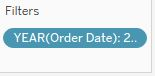 Filters
YEAR(Order Date): 2..